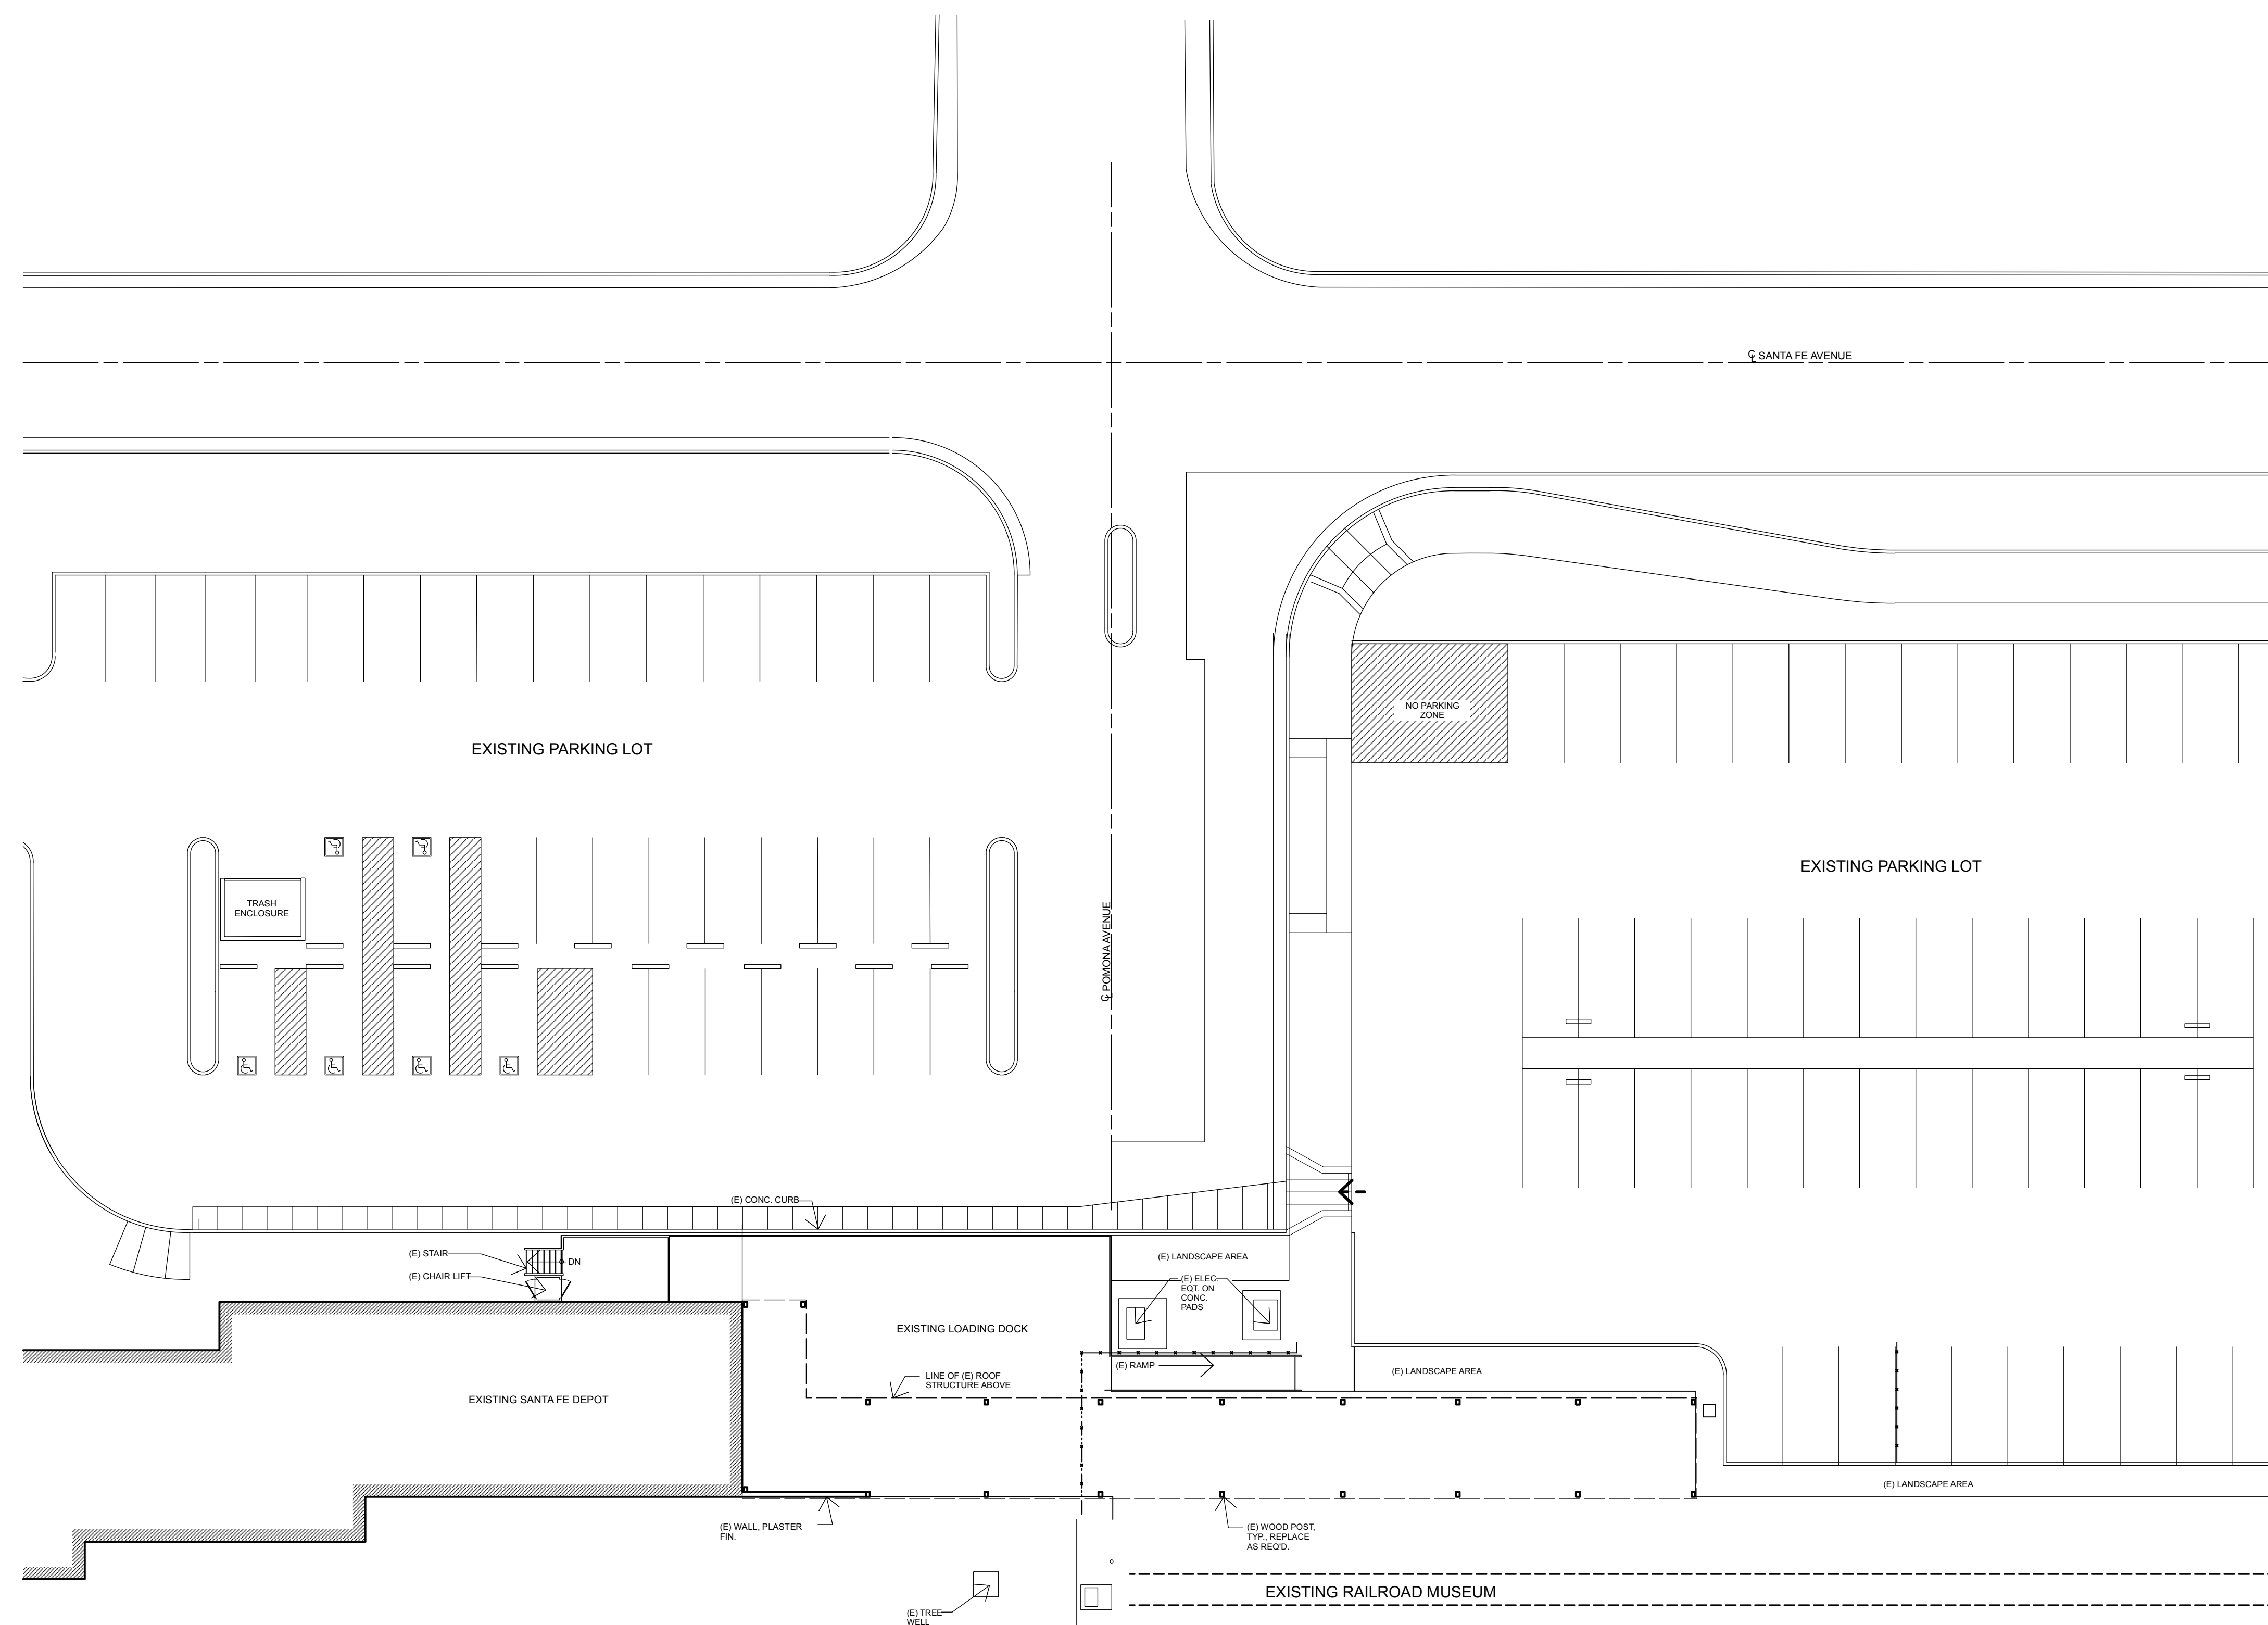 ℄ SANTA FE AVENUE
NO PARKING
ZONE
EXISTING PARKING LOT
EXISTING PARKING LOT
TRASH
ENCLOSURE
℄ POMONA AVENUE
(E) CONC. CURB
(E) STAIR
DN
(E) CHAIR LIFT
(E) LANDSCAPE AREA
(E) ELEC.
EQT. ON
CONC.
PADS
EXISTING LOADING DOCK
(E) RAMP
(E) LANDSCAPE AREA
LINE OF (E) ROOF
STRUCTURE ABOVE
EXISTING SANTA FE DEPOT
(E) LANDSCAPE AREA
(E) WALL, PLASTER
FIN.
(E) WOOD POST,
TYP., REPLACE
AS REQ'D.
EXISTING RAILROAD MUSEUM
(E) TREE
WELL